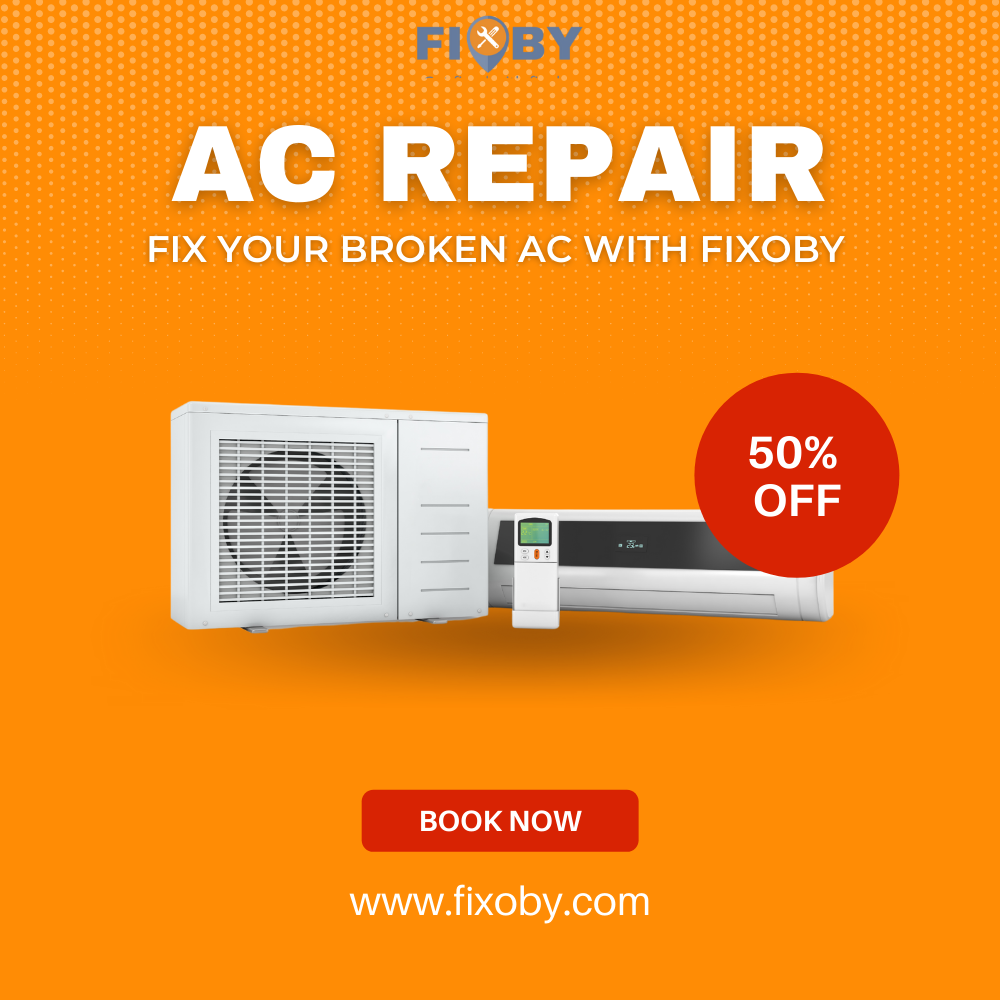 FIXOBY
AC REPAIR
FIX YOUR BROKEN AC WITH FIXOBY
50%
OFF
BOOK NOW
www.fixoby.com